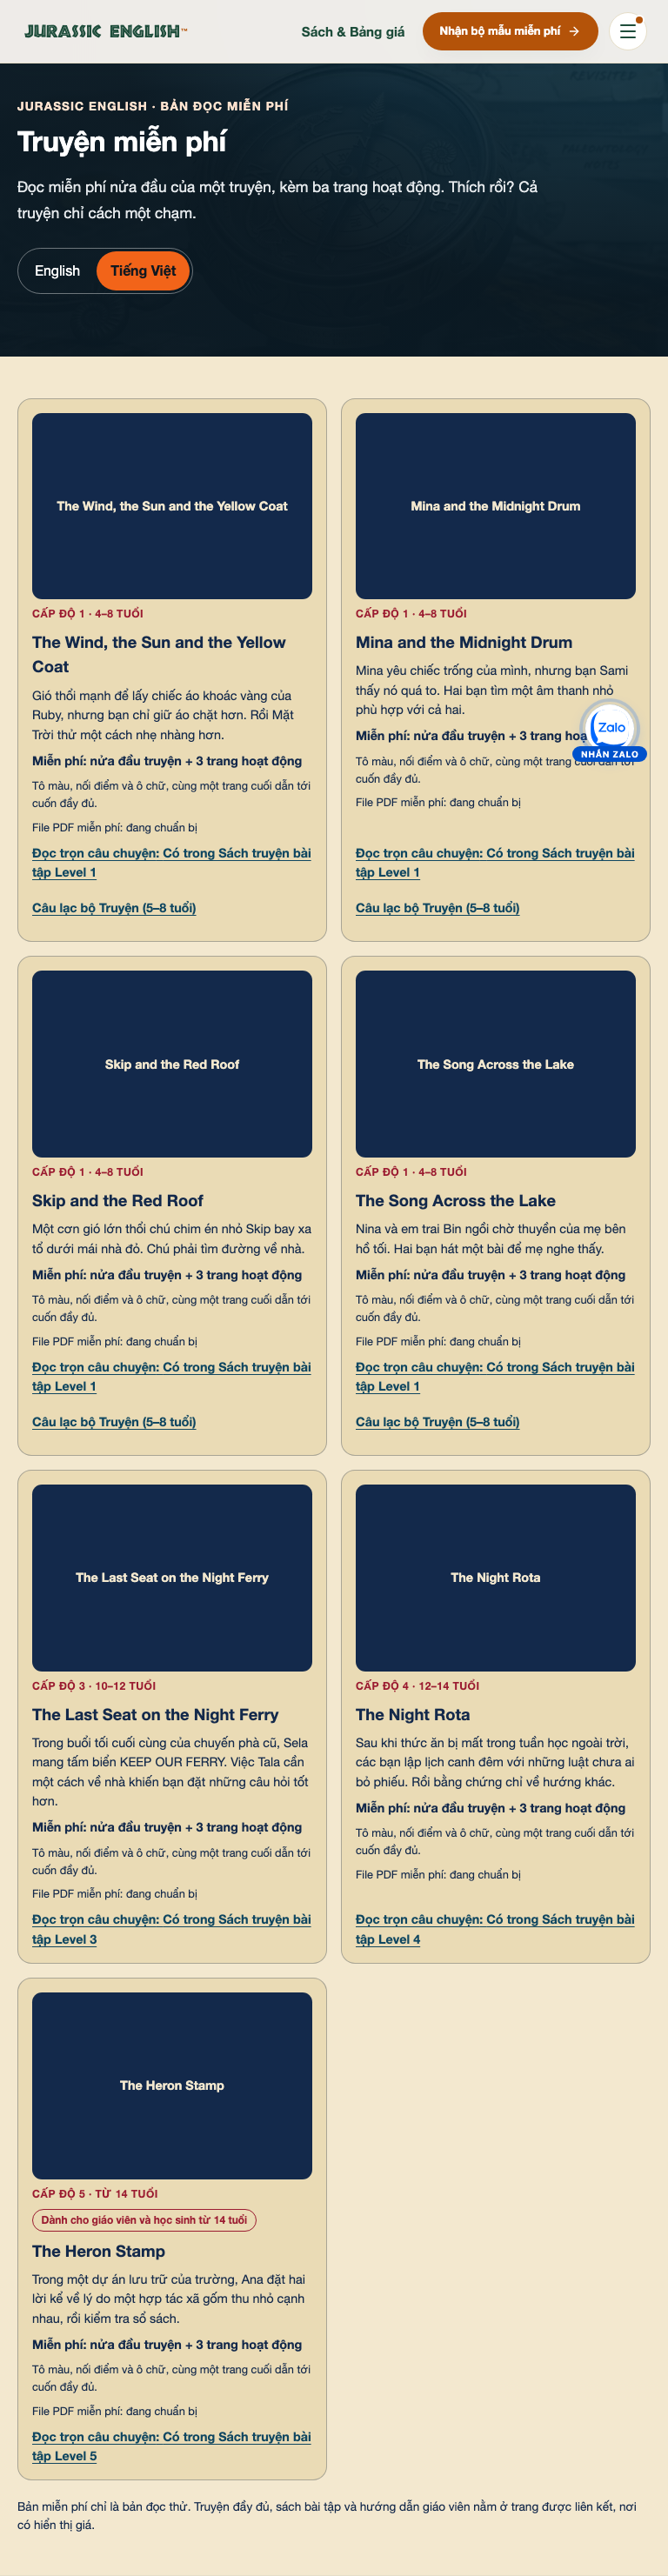 JURASSIC ENGLISH™
Sách & Bảng giá
Nhận bộ mẫu miễn phí →
JURASSIC ENGLISH · BẢN ĐỌC MIỄN PHÍ
Truyện miễn phí
Đọc miễn phí nửa đầu của một truyện, kèm ba trang hoạt động. Thích rồi? Cả
truyện chỉ cách một chạm.
English
Tiếng Việt
The Wind, the Sun and the Yellow Coat
CẤP ĐỘ 1 · 4–8 TUỔI
The Wind, the Sun and the Yellow
Coat
Gió thổi mạnh để lấy chiếc áo khoác vàng của
Ruby, nhưng bạn chỉ giữ áo chặt hơn. Rồi Mặt
Trời thử một cách nhẹ nhàng hơn.
Miễn phí: nửa đầu truyện + 3 trang hoạt động
Tô màu, nối điểm và ô chữ, cùng một trang cuối dẫn tới
cuốn đầy đủ.
File PDF miễn phí: đang chuẩn bị
Đọc trọn câu chuyện: Có trong Sách truyện bài
tập Level 1
Câu lạc bộ Truyện (5–8 tuổi)
Mina and the Midnight Drum
CẤP ĐỘ 1 · 4–8 TUỔI
Mina and the Midnight Drum
Mina yêu chiếc trống của mình, nhưng bạn Sami
thấy nó quá to. Hai bạn tìm một âm thanh nhỏ
phù hợp với cả hai.
Miễn phí: nửa đầu truyện + 3 trang
Tô màu, nối điểm và ô chữ, cùng một trang cuối dẫn tới
cuốn đầy đủ.
File PDF miễn phí: đang chuẩn bị
Đọc trọn câu chuyện: Có trong Sách truyện bài
tập Level 1
Câu lạc bộ Truyện (5–8 tuổi)
Zalo
NHẮN ZALO
Skip and the Red Roof
CẤP ĐỘ 1 · 4–8 TUỔI
Skip and the Red Roof
Một cơn gió lớn thổi chú chim én nhỏ Skip bay xa
tổ dưới mái nhà đỏ. Chú phải tìm đường về nhà.
Miễn phí: nửa đầu truyện + 3 trang hoạt động
Tô màu, nối điểm và ô chữ, cùng một trang cuối dẫn tới
cuốn đầy đủ.
File PDF miễn phí: đang chuẩn bị
Đọc trọn câu chuyện: Có trong Sách truyện bài
tập Level 1
Câu lạc bộ Truyện (5–8 tuổi)
The Song Across the Lake
CẤP ĐỘ 1 · 4–8 TUỔI
The Song Across the Lake
Nina và em trai Bin ngồi chờ thuyền của mẹ bên
hồ tối. Hai bạn hát một bài để mẹ nghe thấy.
Miễn phí: nửa đầu truyện + 3 trang hoạt động
Tô màu, nối điểm và ô chữ, cùng một trang cuối dẫn tới
cuốn đầy đủ.
File PDF miễn phí: đang chuẩn bị
Đọc trọn câu chuyện: Có trong Sách truyện bài
tập Level 1
Câu lạc bộ Truyện (5–8 tuổi)
The Last Seat on the Night Ferry
CẤP ĐỘ 3 · 10–12 TUỔI
The Last Seat on the Night Ferry
Trong buổi tối cuối cùng của chuyến phà cũ, Sela
mang tấm biển KEEP OUR FERRY. Việc Tala cần
một cách về nhà khiến bạn đặt những câu hỏi tốt
hơn.
Miễn phí: nửa đầu truyện + 3 trang hoạt động
Tô màu, nối điểm và ô chữ, cùng một trang cuối dẫn tới
cuốn đầy đủ.
File PDF miễn phí: đang chuẩn bị
Đọc trọn câu chuyện: Có trong Sách truyện bài
tập Level 3
The Night Rota
CẤP ĐỘ 4 · 12–14 TUỔI
The Night Rota
Sau khi thức ăn bị mất trong tuần học ngoài trời,
các bạn lập lịch canh đêm với những luật chưa ai
bỏ phiếu. Rồi bằng chứng chỉ về hướng khác.
Miễn phí: nửa đầu truyện + 3 trang hoạt động
Tô màu, nối điểm và ô chữ, cùng một trang cuối dẫn tới
cuốn đầy đủ.
File PDF miễn phí: đang chuẩn bị
Đọc trọn câu chuyện: Có trong Sách truyện bài
tập Level 4
The Heron Stamp
CẤP ĐỘ 5 · TỪ 14 TUỔI
Dành cho giáo viên và học sinh từ 14 tuổi
The Heron Stamp
Trong một dự án lưu trữ của trường, Ana đặt hai
lời kể về lý do một hợp tác xã gốm thu nhỏ cạnh
nhau, rồi kiểm tra sổ sách.
Miễn phí: nửa đầu truyện + 3 trang hoạt động
Tô màu, nối điểm và ô chữ, cùng một trang cuối dẫn tới
cuốn đầy đủ.
File PDF miễn phí: đang chuẩn bị
Đọc trọn câu chuyện: Có trong Sách truyện bài
tập Level 5
Bản miễn phí chỉ là bản đọc thử. Truyện đầy đủ, sách bài tập và hướng dẫn giáo viên nằm ở trang được liên kết, nơi
có hiển thị giá.